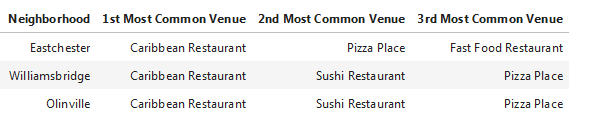 Neighborhood 1st Most Common Venue 2nd Most Common Venue 3rd Most Common Venue
Eastchester Caribbean Restaurant Pizza Place Fast Food Restaurant
Williamsbridge Caribbean Restaurant Sushi Restaurant Pizza Place
Olinville Caribbean Restaurant Sushi Restaurant Pizza Place